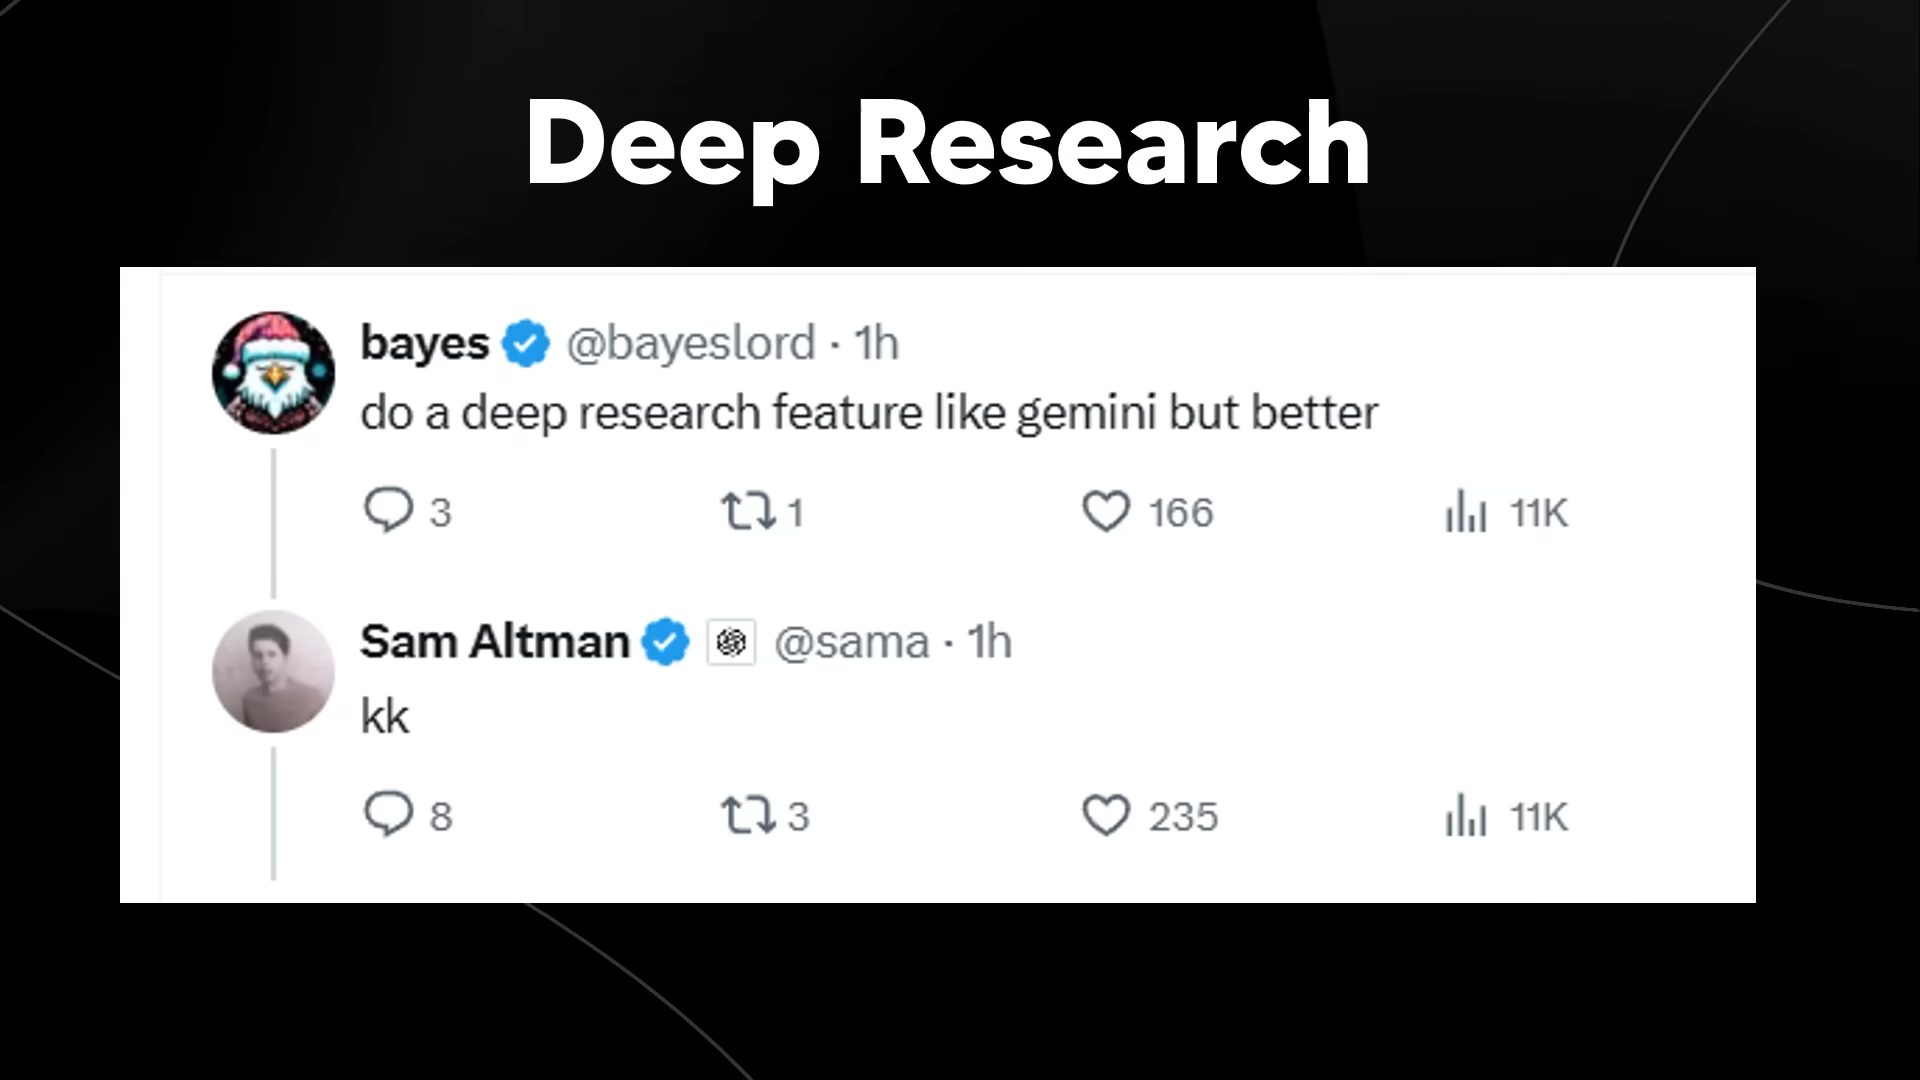 Deep Research
bayes @bayeslord · 1h
do a deep research feature like gemini but better
3 1 166 11K
Sam Altman @sama · 1h
kk
8 3 235 11K